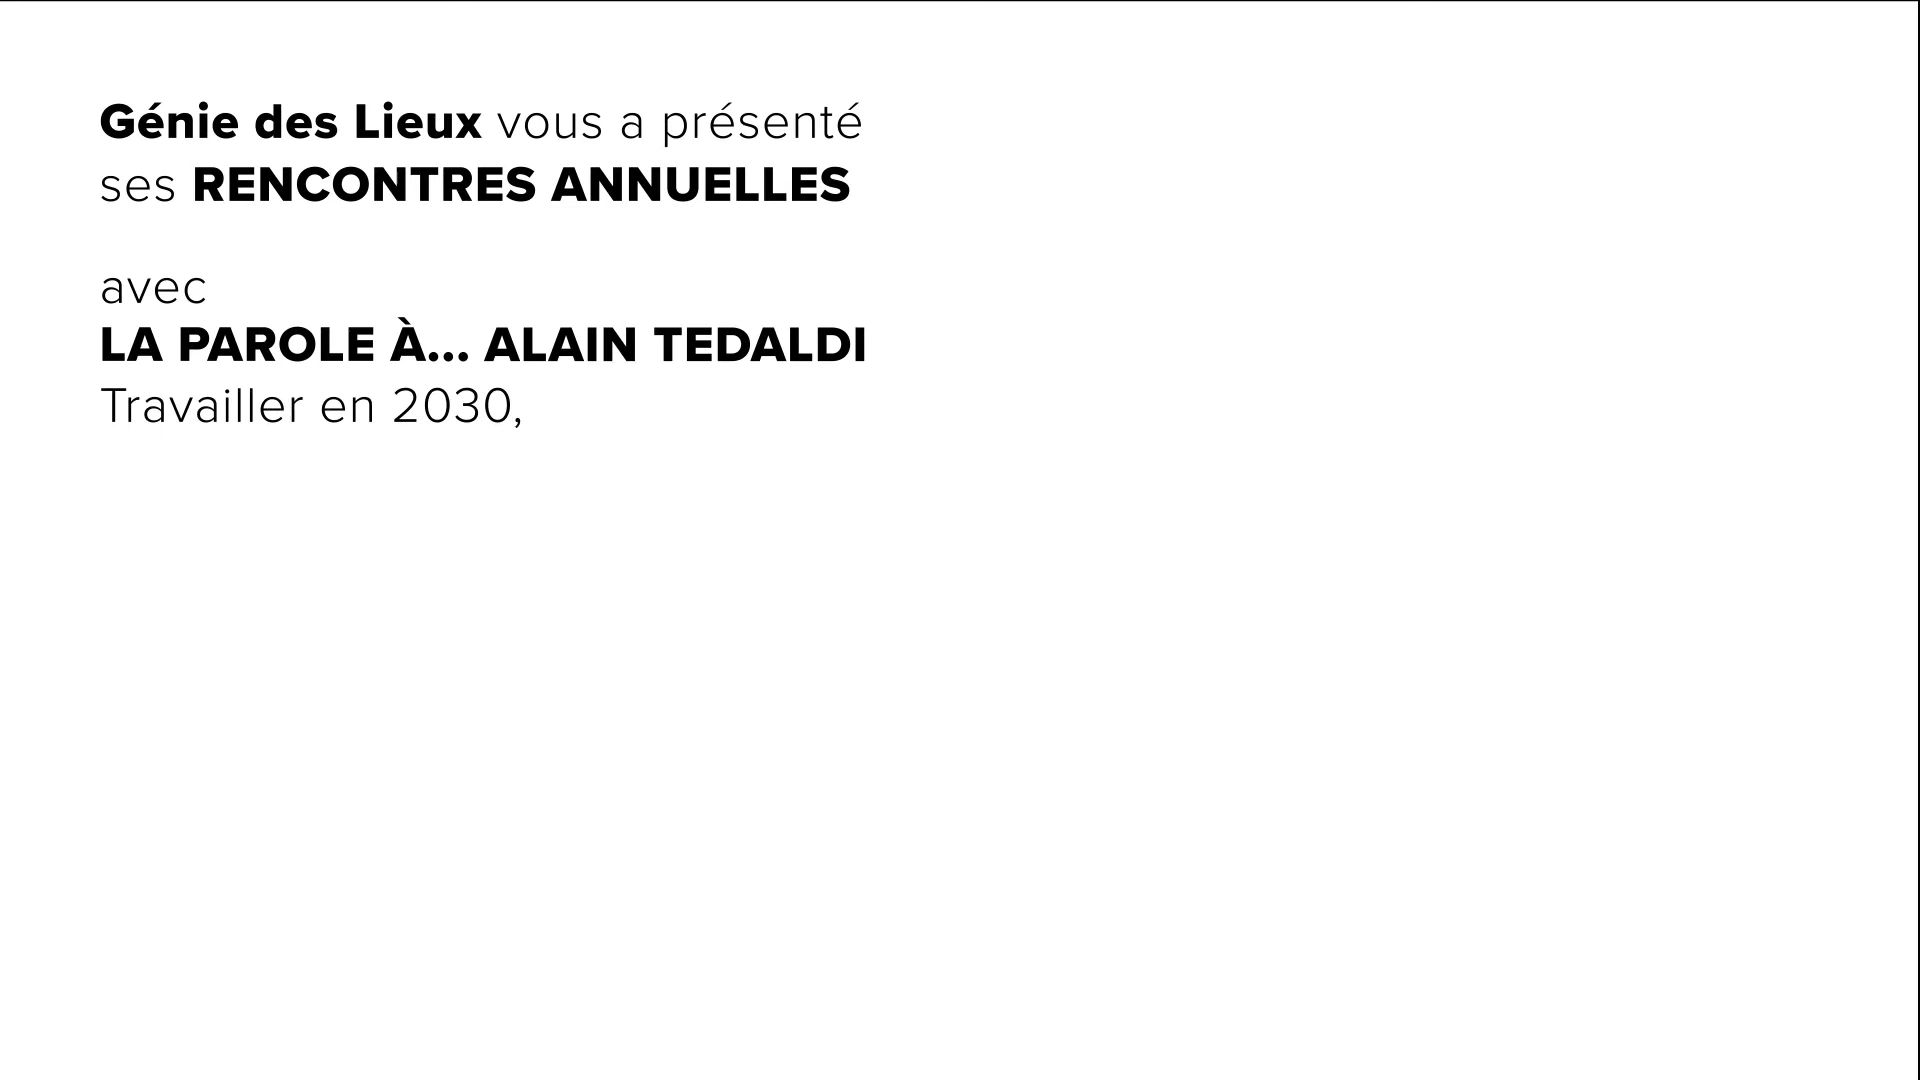 Génie des Lieux vous a présenté
ses RENCONTRES ANNUELLES
avec
LA PAROLE À... ALAIN TEDALDI
Travailler en 2030,